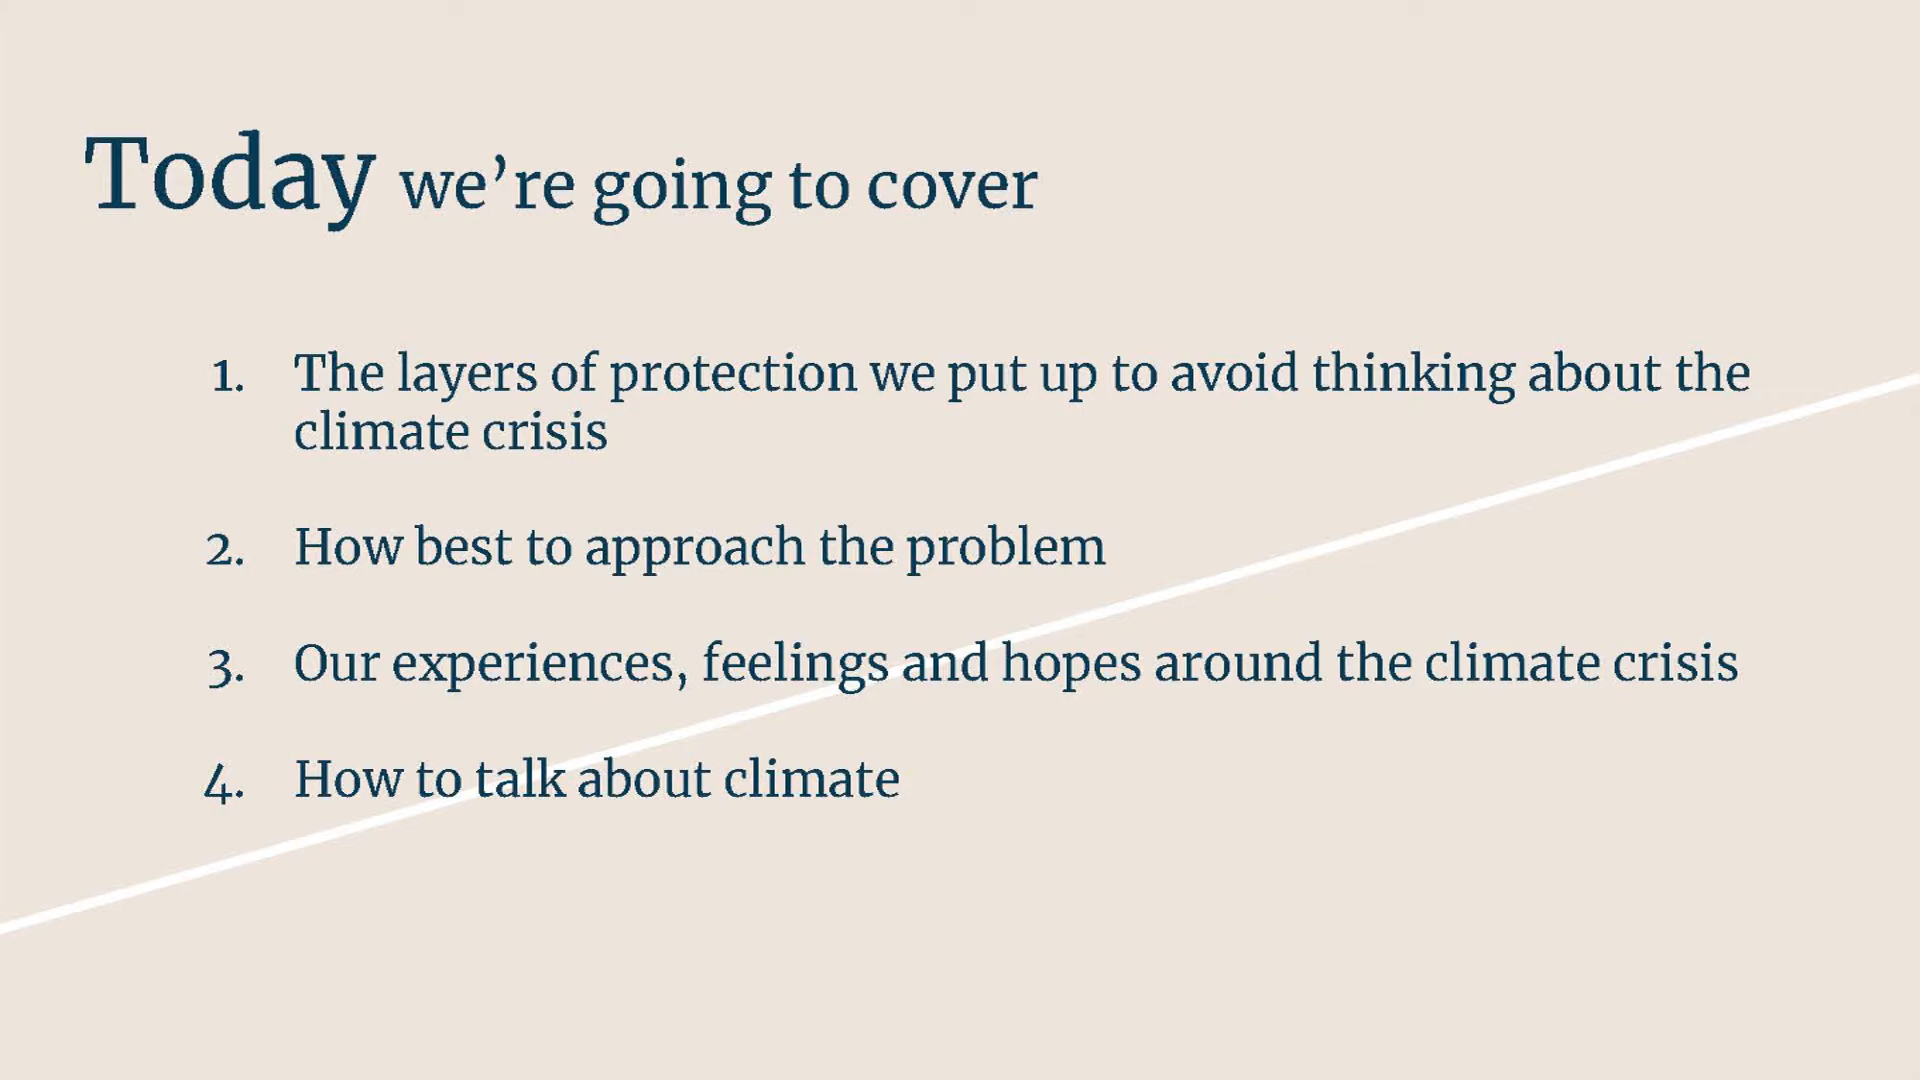 Today we’re going to cover
1. The layers of protection we put up to avoid thinking about the
climate crisis
2. How best to approach the problem
3. Our experiences, feelings and hopes around the climate crisis
4. How to talk about climate